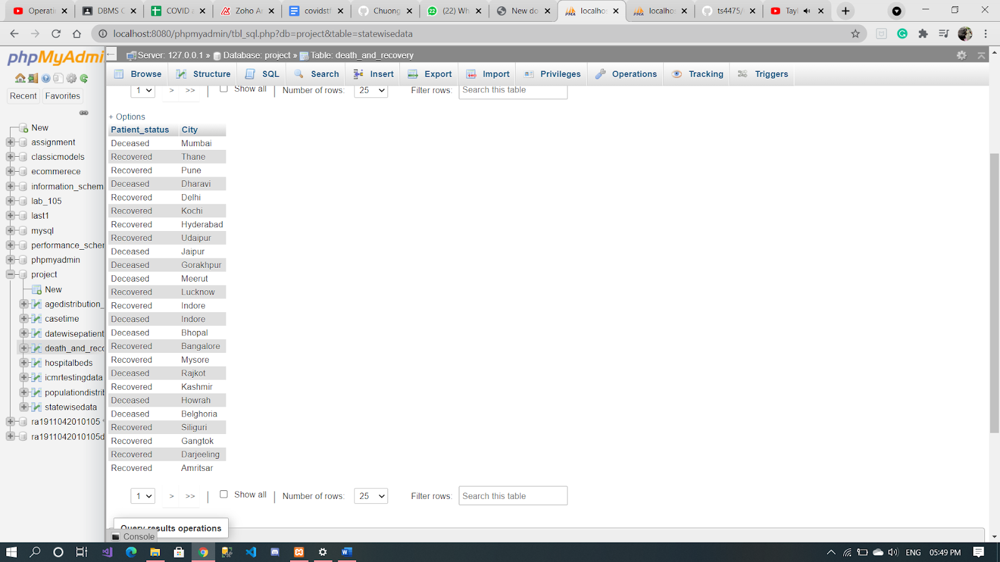 Operatin
DBMS C
COVID a
Zoho An
covidstf
Chuong
(22) Wh
New do
localhos
localhos
ts4475/
Tayl
localhost:8080/phpmyadmin/tbl_sql.php?db=project&table=statewisedata
phpMyAdmi
Server: 127.0.0.1 » Database: project » Table: death_and_recovery
Browse Structure SQL Search Insert Export Import Privileges Operations Tracking Triggers
Recent Favorites
1 > >> Show all Number of rows: 25 Filter rows: Search this table
New
assignment
classicmodels
ecommerece
information_schem
lab_105
last1
mysql
performance_scher
phpmyadmin
project
New
agedistribution_
casetime
datewisepatient
death_and_reco
hospitalbeds
icmrtestingdata
populationdistrib
statewisedata
ra1911042010105
ra1911042010105d
+ Options
Patient_status City
Deceased Mumbai
Recovered Thane
Recovered Pune
Deceased Dharavi
Recovered Delhi
Recovered Kochi
Recovered Hyderabad
Recovered Udaipur
Deceased Jaipur
Deceased Gorakhpur
Deceased Meerut
Recovered Lucknow
Recovered Indore
Deceased Indore
Deceased Bhopal
Recovered Bangalore
Recovered Mysore
Deceased Rajkot
Recovered Kashmir
Deceased Howrah
Deceased Belghoria
Recovered Siliguri
Recovered Gangtok
Recovered Darjeeling
Recovered Amritsar
1 > >> Show all Number of rows: 25 Filter rows: Search this table
Query results operations
Console
ENG 05:49 PM